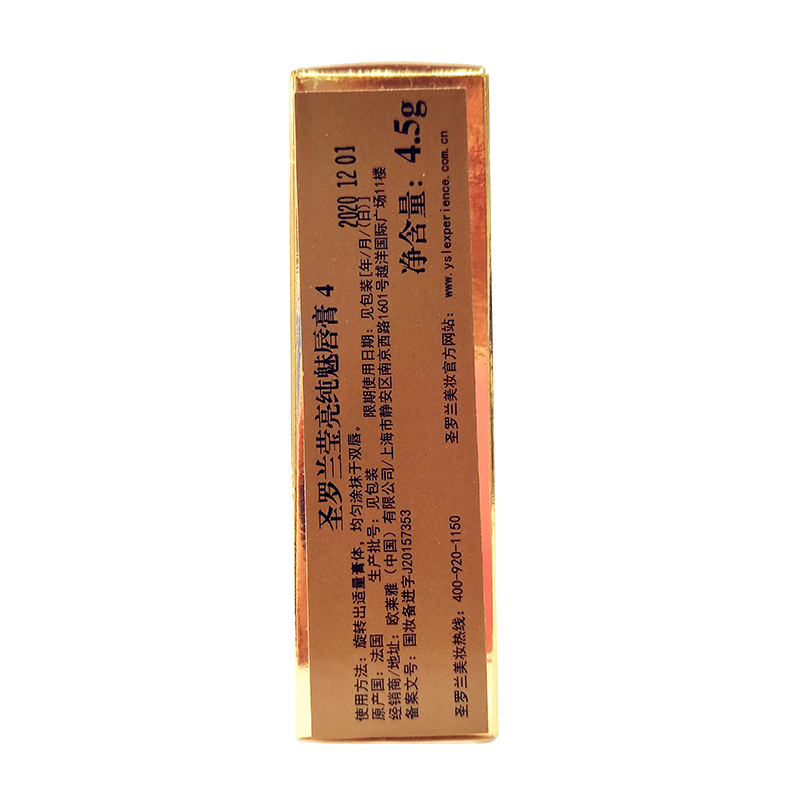 圣罗兰莹亮纯魅唇膏 4
2020 12 01
使用方法: 旋转出适量膏体, 均匀涂抹于双唇。
原产国: 法国 生产批号: 见包装 限期使用日期: 见包装[年/月/(日)]
经销商/地址: 欧莱雅(中国)有限公司/上海市静安区南京西路1601号越洋国际广场11楼
备案文号: 国妆备进字J20157353
净含量: 4.5g
圣罗兰美妆热线: 400-920-1150 圣罗兰美妆官方网站: www.yslexperience.com.cn